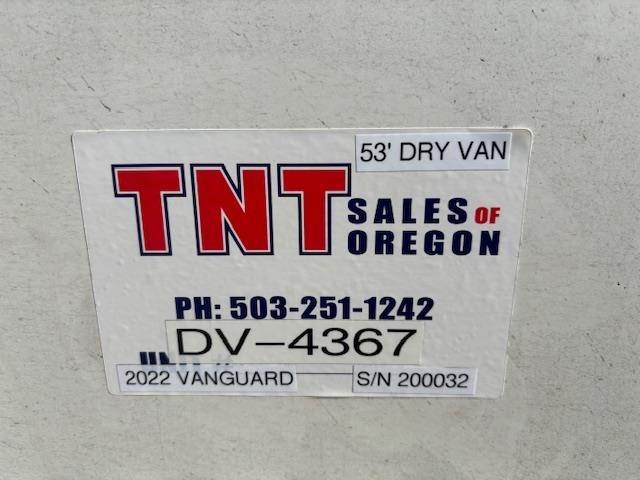 53' DRY VAN
TNT SALES OF OREGON
PH: 503-251-1242
DV-4367
2022 VANGUARD
S/N 200032